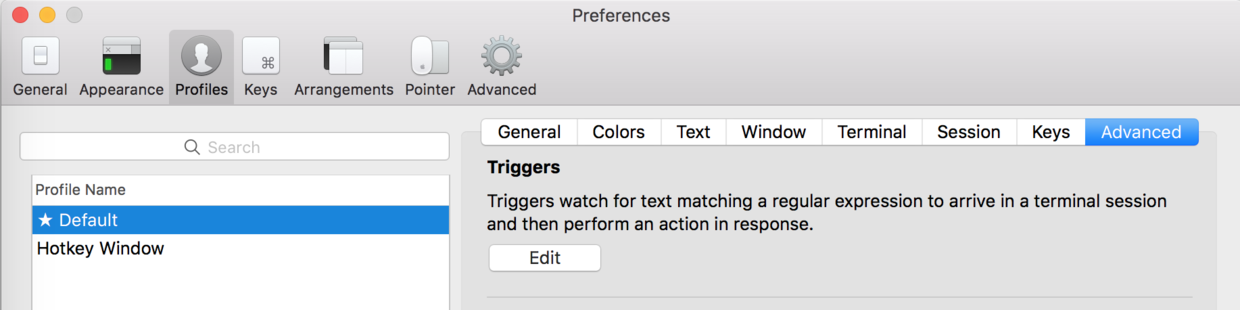 Preferences
General Appearance Profiles Keys Arrangements Pointer Advanced
Search
General Colors Text Window Terminal Session Keys Advanced
Profile Name
★ Default
Hotkey Window
Triggers
Triggers watch for text matching a regular expression to arrive in a terminal session
and then perform an action in response.
Edit